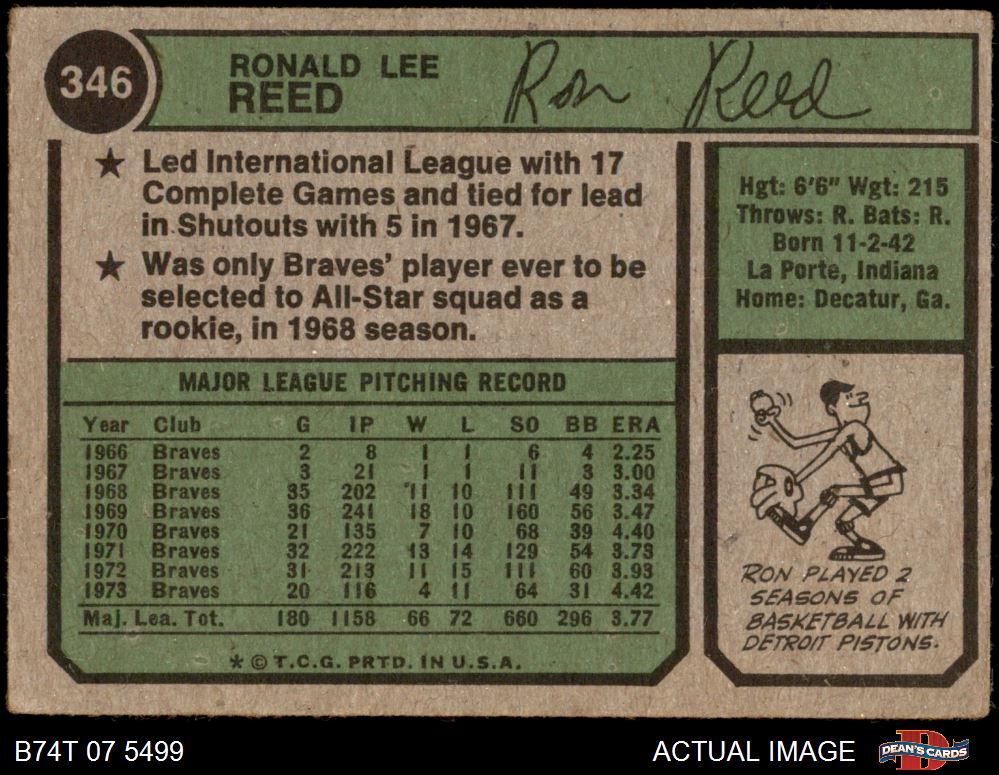 346
RONALD LEE
REED
Ron Reed
★ Led International League with 17
Complete Games and tied for lead
in Shutouts with 5 in 1967.
★ Was only Braves' player ever to be
selected to All-Star squad as a
rookie, in 1968 season.
Hgt: 6'6" Wgt: 215
Throws: R. Bats: R.
Born 11-2-42
La Porte, Indiana
Home: Decatur, Ga.
MAJOR LEAGUE PITCHING RECORD
Year Club G IP W L SO BB ERA
1966 Braves 2 8 1 1 6 4 2.25
1967 Braves 3 21 1 1 11 3 3.00
1968 Braves 35 202 11 10 111 49 3.34
1969 Braves 36 241 18 10 160 56 3.47
1970 Braves 21 135 7 10 68 39 4.40
1971 Braves 32 222 13 14 129 54 3.73
1972 Braves 31 213 11 15 111 60 3.93
1973 Braves 20 116 4 11 64 31 4.42
Maj. Lea. Tot. 180 1158 66 72 660 296 3.77
* © T.C.G. PRTD. IN U.S.A.
RON PLAYED 2
SEASONS OF
BASKETBALL WITH
DETROIT PISTONS.
B74T 07 5499
ACTUAL IMAGE
DEAN'S CARDS